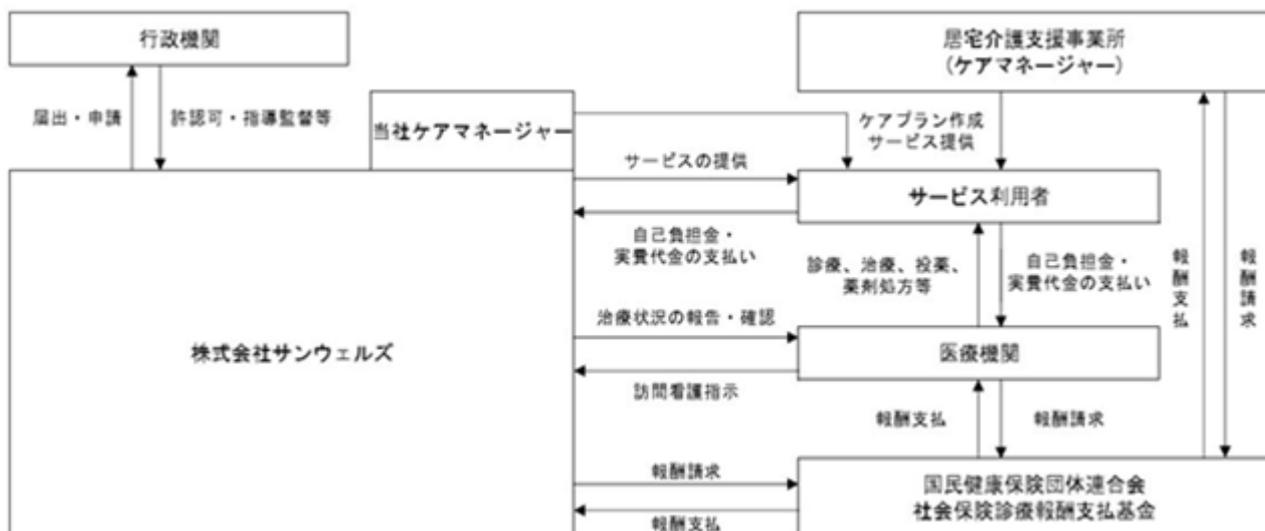 行政機関
居宅介護支援事業所
(ケアマネージャー)
届出・申請
許認可・指導監督等
当社ケアマネージャー
ケアプラン作成
サービス提供
サービスの提供
サービス利用者
自己負担金・
実費代金の支払い
診療、治療、投薬、
薬剤処方等
自己負担金・
実費代金の支払い
報酬支払
報酬請求
治療状況の報告・確認
株式会社サンウェルズ
医療機関
訪問看護指示
報酬支払
報酬請求
報酬請求
国民健康保険団体連合会
社会保険診療報酬支払基金
報酬支払